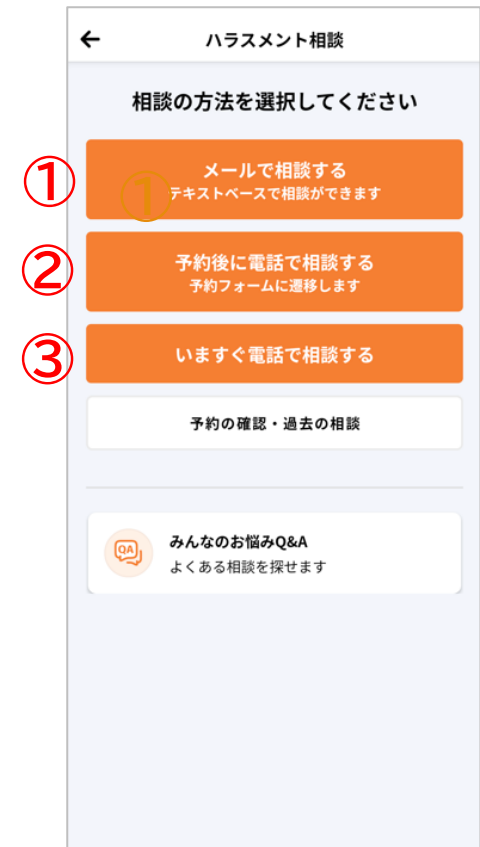 ハラスメント相談
相談の方法を選択してください
① メールで相談する
① テキストベースで相談ができます
② 予約後に電話で相談する
予約フォームに遷移します
③ いますぐ電話で相談する
予約の確認・過去の相談
QA
みんなのお悩みQ&A
よくある相談を探せます